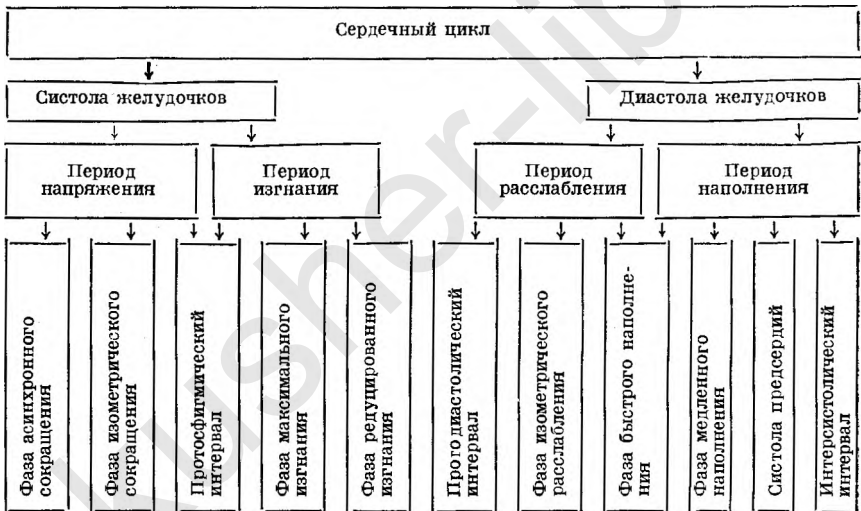 Сердечный цикл
Систола желудочков
Диастола желудочков
Период
напряжения
Период
изгнания
Период
расслабления
Период
наполнения
Фаза асинхронного
сокращения
Фаза изометрического
сокращения
Протосфигмический
интервал
Фаза максимального
изгнания
Фаза редуцированного
изгнания
Протодиастолический
интервал
Фаза изометрического
расслабления
Фаза быстрого наполне-
ния
Фаза медленного
наполнения
Систола предсердий
Интерсистолический
интервал